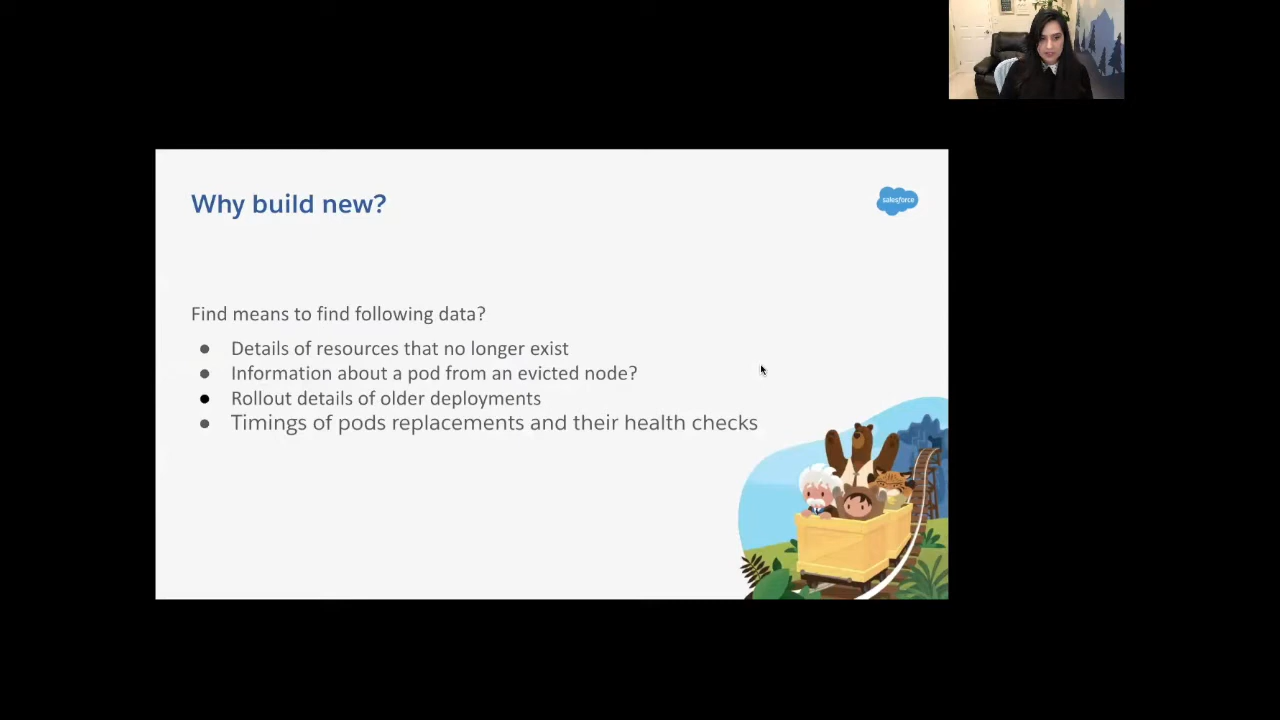 Why build new?
salesforce
Find means to find following data?
● Details of resources that no longer exist
● Information about a pod from an evicted node?
● Rollout details of older deployments
● Timings of pods replacements and their health checks